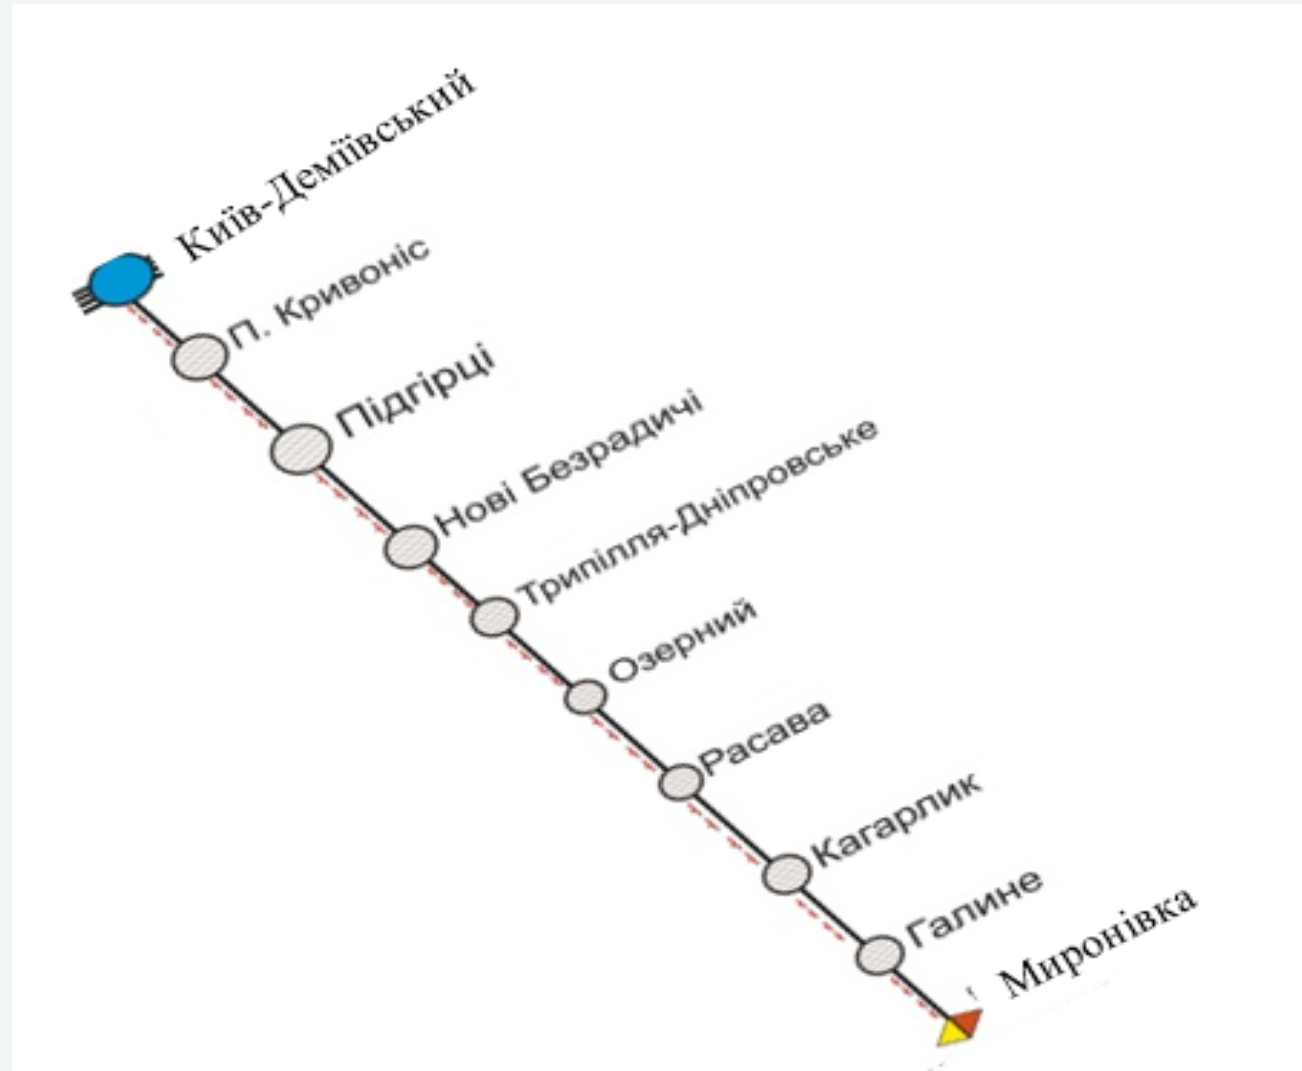 Київ-Деміївський
П. Кривоніс
Підгірці
Нові Безрадичі
Трипілля-Дніпровське
Озерний
Расава
Кагарлик
Галине
Миронівка